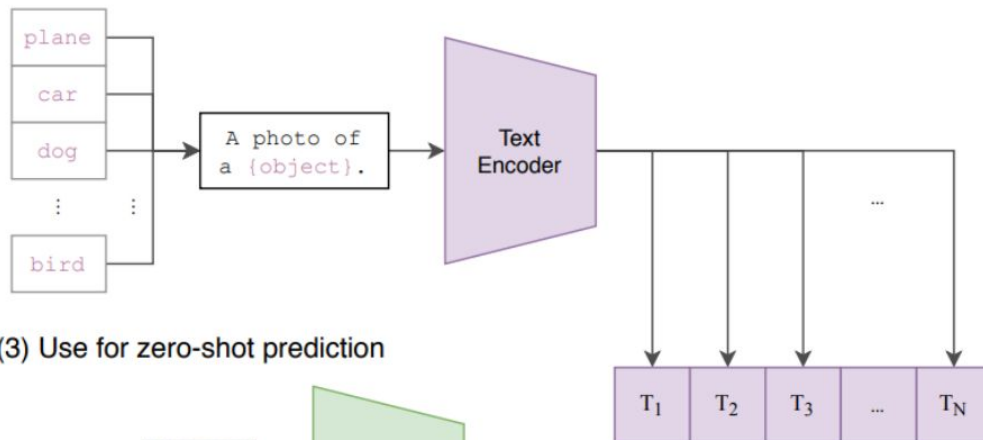 plane
car
dog
⋮ ⋮
bird
A photo of
a {object}.
Text
Encoder
...
(3) Use for zero-shot prediction
T1 T2 T3 ... TN